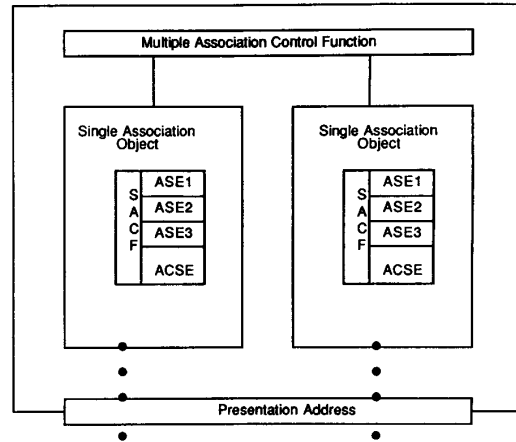 Multiple Association Control Function
Single Association
Object
S
A
C
F
ASE1
ASE2
ASE3
ACSE
Single Association
Object
S
A
C
F
ASE1
ASE2
ASE3
ACSE
Presentation Address